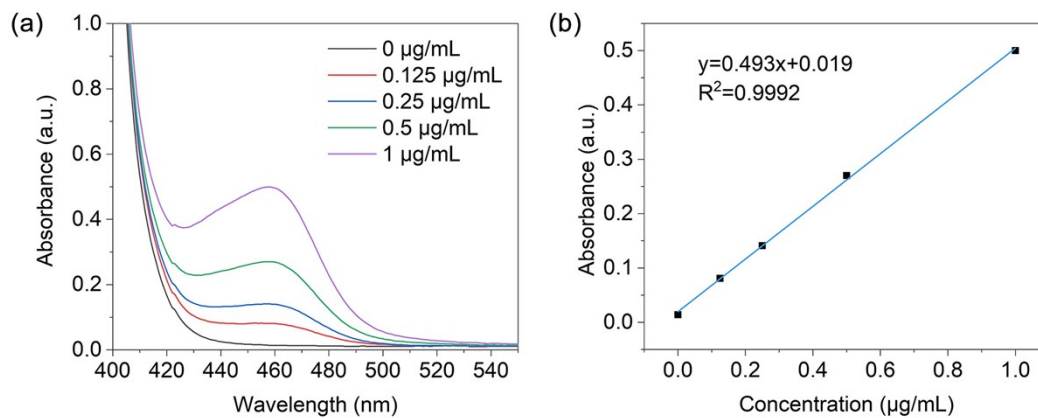 (a)
1.0
0.8
0.6
0.4
0.2
0.0
Absorbance (a.u.)
0 µg/mL
0.125 µg/mL
0.25 µg/mL
0.5 µg/mL
1 µg/mL
400 420 440 460 480 500 520 540
Wavelength (nm)
(b)
0.5
0.4
0.3
0.2
0.1
0.0
Absorbance (a.u.)
y=0.493x+0.019
R²=0.9992
0.0 0.2 0.4 0.6 0.8 1.0
Concentration (µg/mL)